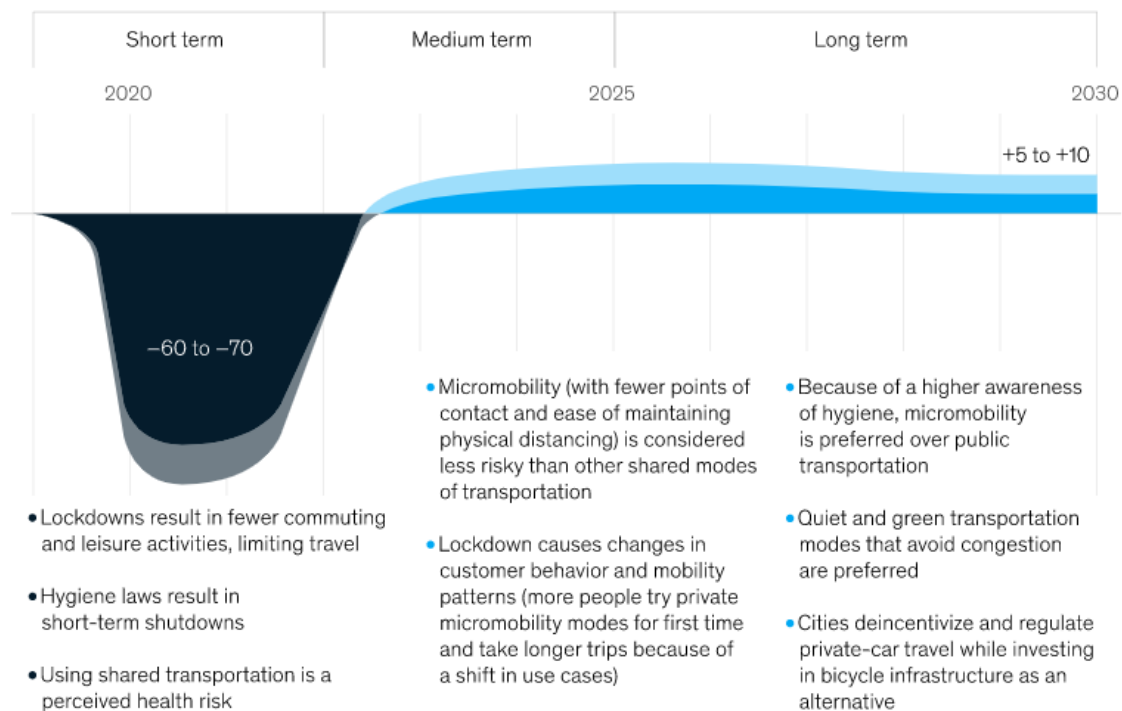 Short term
Medium term
Long term
2020
2025
2030
+5 to +10
–60 to –70
•Lockdowns result in fewer commuting
and leisure activities, limiting travel
•Hygiene laws result in
short-term shutdowns
•Using shared transportation is a
perceived health risk
•Micromobility (with fewer points of
contact and ease of maintaining
physical distancing) is considered
less risky than other shared modes
of transportation
•Lockdown causes changes in
customer behavior and mobility
patterns (more people try private
micromobility modes for first time
and take longer trips because of
a shift in use cases)
•Because of a higher awareness
of hygiene, micromobility
is preferred over public
transportation
•Quiet and green transportation
modes that avoid congestion
are preferred
•Cities deincentivize and regulate
private-car travel while investing
in bicycle infrastructure as an
alternative